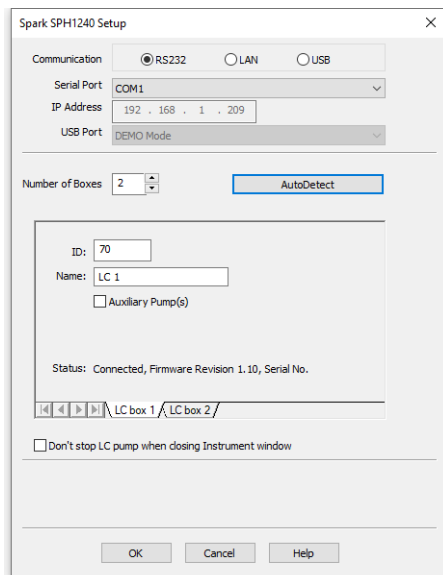 Spark SPH1240 Setup
Communication RS232 LAN USB
Serial Port COM1
IP Address 192 . 168 . 1 . 209
USB Port DEMO Mode
Number of Boxes 2 AutoDetect
ID: 70
Name: LC 1
Auxiliary Pump(s)
Status: Connected, Firmware Revision 1.10, Serial No.
LC box 1 LC box 2
Don't stop LC pump when closing Instrument window
OK Cancel Help